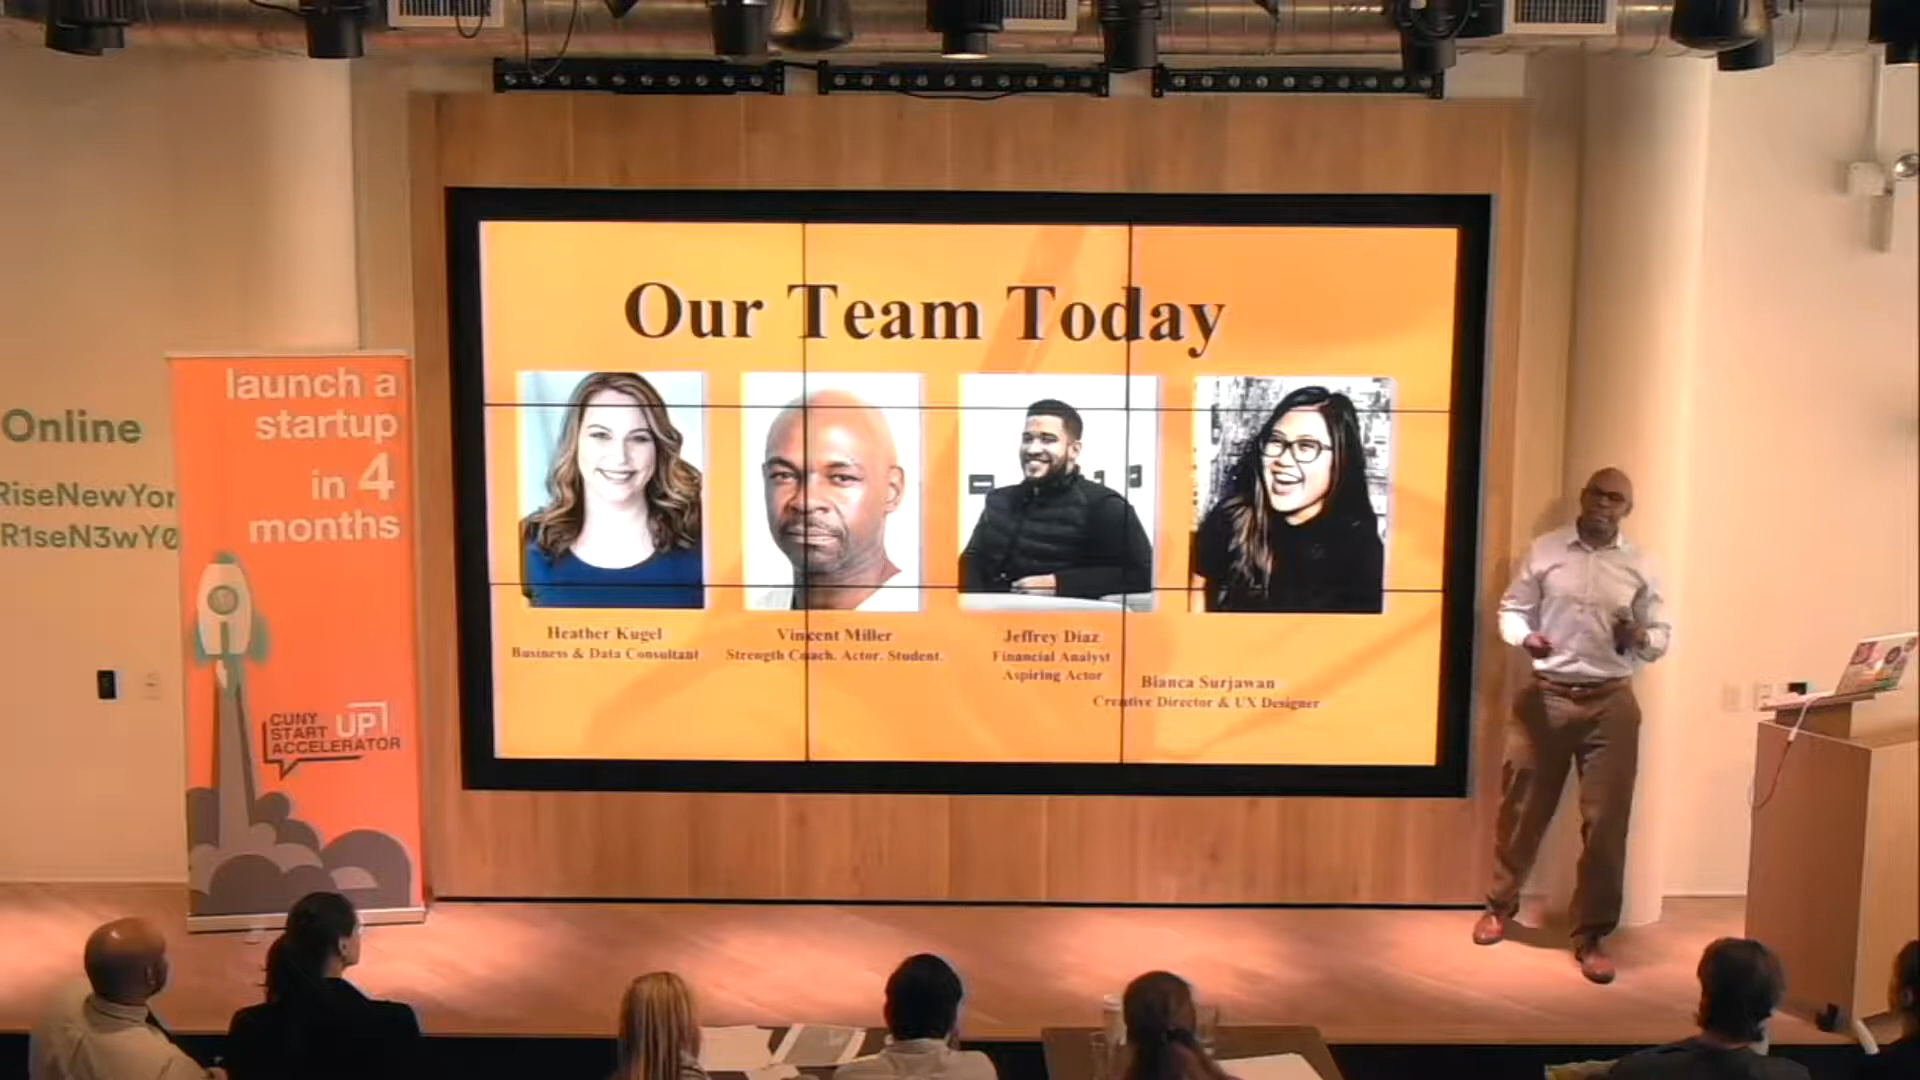 Online
RiseNewYor
R1seN3wY0
launch a
startup
in 4
months
CUNY
START UP
ACCELERATOR
Our Team Today
Heather Kugel
Business & Data Consultant
Vincent Miller
Strength Coach. Actor. Student.
Jeffrey Diaz
Financial Analyst
Aspiring Actor
Bianca Surjawan
Creative Director & UX Designer